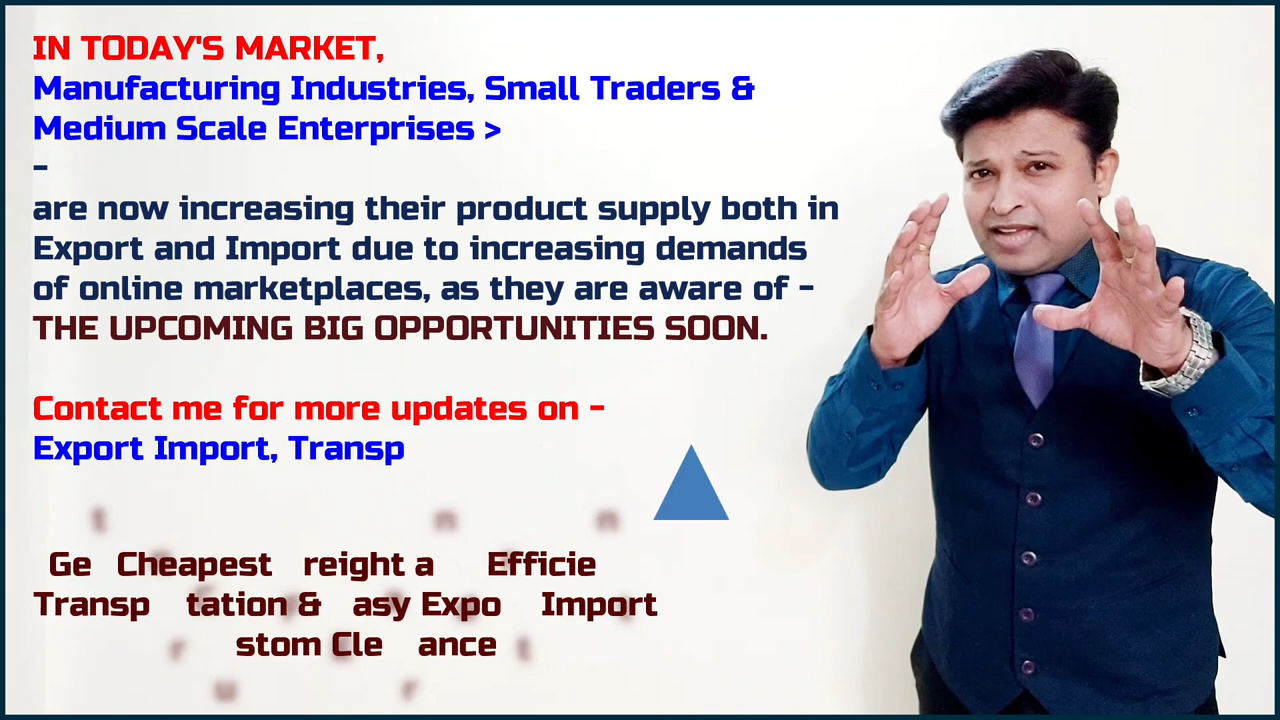 IN TODAY'S MARKET,
Manufacturing Industries, Small Traders &
Medium Scale Enterprises >
-
are now increasing their product supply both in
Export and Import due to increasing demands
of online marketplaces, as they are aware of -
THE UPCOMING BIG OPPORTUNITIES SOON.
Contact me for more updates on -
Export Import, Transp
Ge Cheapest reight a Efficie
Transp tation & asy Expo Import
stom Cle ance